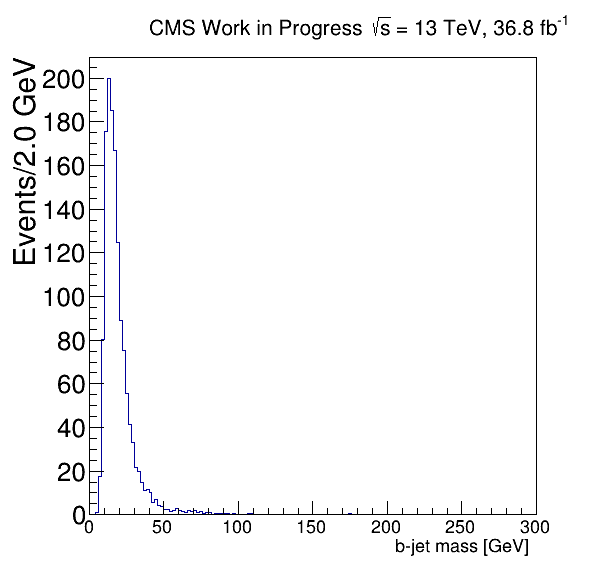 CMS Work in Progress √s = 13 TeV, 36.8 fb⁻¹
Events/2.0 GeV
200
180
160
140
120
100
80
60
40
20
0
0 50 100 150 200 250 300
b-jet mass [GeV]